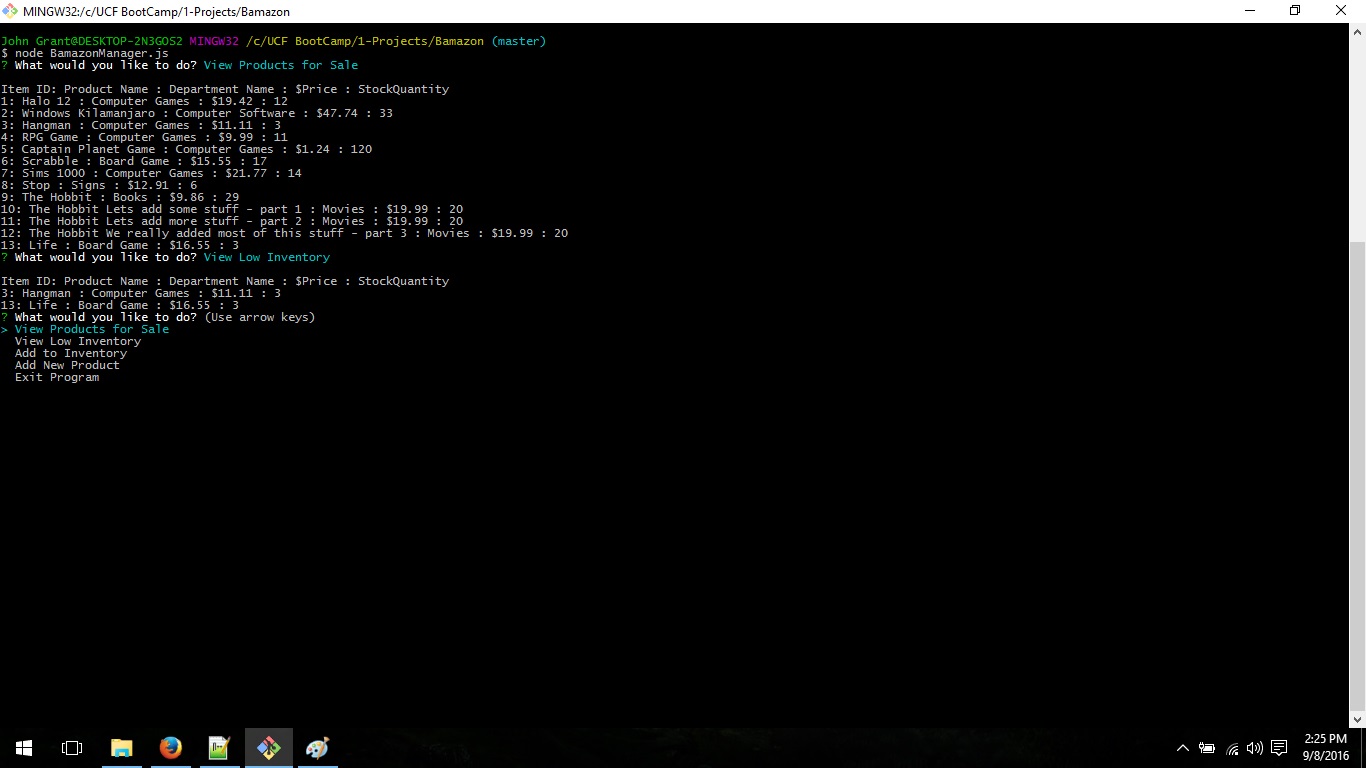 MINGW32:/c/UCF BootCamp/1-Projects/Bamazon
John Grant@DESKTOP-2N3GOS2 MINGW32 /c/UCF BootCamp/1-Projects/Bamazon (master)
$ node BamazonManager.js
? What would you like to do? View Products for Sale
Item ID: Product Name : Department Name : $Price : StockQuantity
1: Halo 12 : Computer Games : $19.42 : 12
2: Windows Kilamanjaro : Computer Software : $47.74 : 33
3: Hangman : Computer Games : $11.11 : 3
4: RPG Game : Computer Games : $9.99 : 11
5: Captain Planet Game : Computer Games : $1.24 : 120
6: Scrabble : Board Game : $15.55 : 17
7: Sims 1000 : Computer Games : $21.77 : 14
8: Stop : Signs : $12.91 : 6
9: The Hobbit : Books : $9.86 : 29
10: The Hobbit Lets add some stuff - part 1 : Movies : $19.99 : 20
11: The Hobbit Lets add more stuff - part 2 : Movies : $19.99 : 20
12: The Hobbit We really added most of this stuff - part 3 : Movies : $19.99 : 20
13: Life : Board Game : $16.55 : 3
? What would you like to do? View Low Inventory
Item ID: Product Name : Department Name : $Price : StockQuantity
3: Hangman : Computer Games : $11.11 : 3
13: Life : Board Game : $16.55 : 3
? What would you like to do? (Use arrow keys)
> View Products for Sale
View Low Inventory
Add to Inventory
Add New Product
Exit Program
2:25 PM
9/8/2016